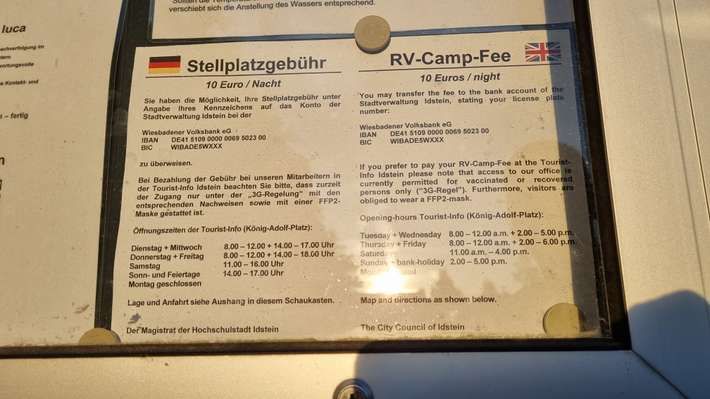 verschiebt sich die Anstellung des Wassers entsprechend.
luca
– fertig
Stellplatzgebühr
10 Euro / Nacht
Sie haben die Möglichkeit, Ihre Stellplatzgebühr unter
Angabe Ihres Kennzeichens auf das Konto der
Stadtverwaltung Idstein bei der
Wiesbadener Volksbank eG
IBAN DE41 5109 0000 0069 5023 00
BIC WIBADE5WXXX
zu überweisen.
Bei Bezahlung der Gebühr bei unseren Mitarbeitern in
der Tourist-Info Idstein beachten Sie bitte, dass zurzeit
der Zugang nur unter der „3G-Regelung“ mit den
entsprechenden Nachweisen sowie mit einer FFP2-
Maske gestattet ist.
Öffnungszeiten der Tourist-Info (König-Adolf-Platz):
Dienstag + Mittwoch 8.00 – 12.00 + 14.00 – 17.00 Uhr
Donnerstag + Freitag 8.00 – 12.00 + 14.00 – 18.00 Uhr
Samstag 11.00 – 16.00 Uhr
Sonn- und Feiertage 14.00 – 17.00 Uhr
Montag geschlossen
Lage und Anfahrt siehe Aushang in diesem Schaukasten.
Der Magistrat der Hochschulstadt Idstein
RV-Camp-Fee
10 Euros / night
You may transfer the fee to the bank account of the
Stadtverwaltung Idstein, stating your license plate
number:
Wiesbadener Volksbank eG
IBAN DE41 5109 0000 0069 5023 00
BIC WIBADE5WXXX
If you prefer to pay your RV-Camp-Fee at the Tourist-
Info Idstein please note that access to our office is
currently permitted for vaccinated or recovered
persons only ("3G-Regel"). Furthermore, visitors are
obliged to wear a FFP2-mask.
Opening-hours Tourist-Info (König-Adolf-Platz):
Tuesday + Wednesday 8.00 – 12.00 a.m. + 2.00 – 5.00 p.m.
Thursday + Friday 8.00 – 12.00 a.m. + 2.00 – 6.00 p.m.
Saturday 11.00 a.m. – 4.00 p.m.
Sunday + bank-holiday 2.00 – 5.00 p.m.
Map and directions as shown below.
The City Council of Idstein